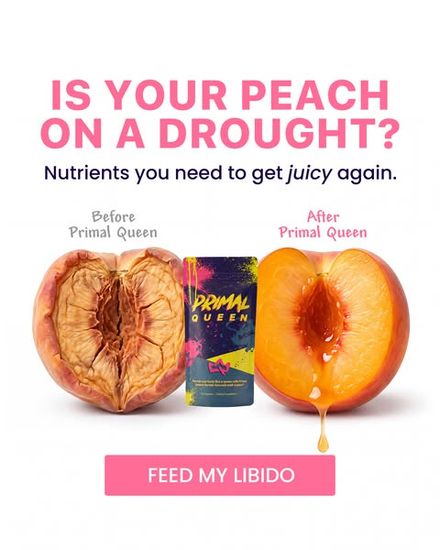 IS YOUR PEACH
ON A DROUGHT?
Nutrients you need to get juicy again.
Before
Primal Queen
After
Primal Queen
PRIMAL
QUEEN
FEED MY LIBIDO